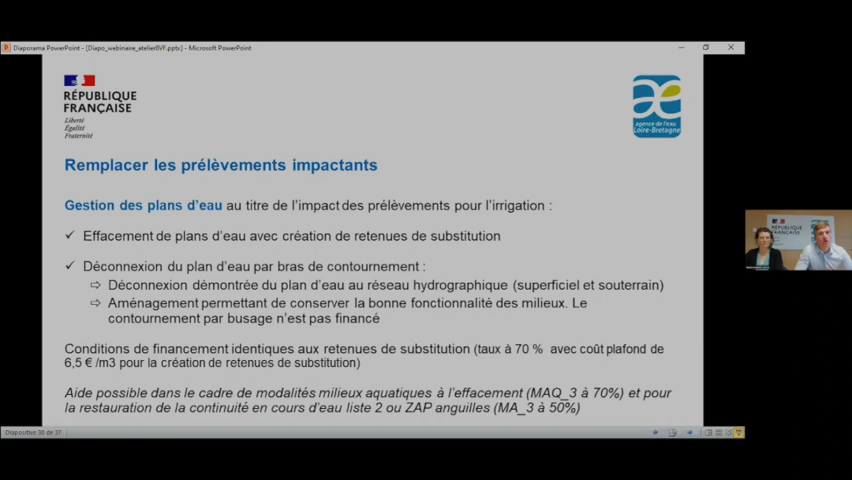 Diaporama PowerPoint - [Diapo_webinaire_atelierBVF.pptx] - Microsoft PowerPoint
RÉPUBLIQUE
FRANÇAISE
Liberté
Égalité
Fraternité
agence de l'eau
Loire-Bretagne
Remplacer les prélèvements impactants
Gestion des plans d'eau au titre de l'impact des prélèvements pour l'irrigation :
✓ Effacement de plans d'eau avec création de retenues de substitution
✓ Déconnexion du plan d'eau par bras de contournement :
⇨ Déconnexion démontrée du plan d'eau au réseau hydrographique (superficiel et souterrain)
⇨ Aménagement permettant de conserver la bonne fonctionnalité des milieux. Le
contournement par busage n'est pas financé
Conditions de financement identiques aux retenues de substitution (taux à 70 % avec coût plafond de
6,5 € /m3 pour la création de retenues de substitution)
Aide possible dans le cadre de modalités milieux aquatiques à l'effacement (MAQ_3 à 70%) et pour
la restauration de la continuité en cours d'eau liste 2 ou ZAP anguilles (MA_3 à 50%)
Diapositive 30 de 37
RÉPUBLIQUE
FRANÇAISE